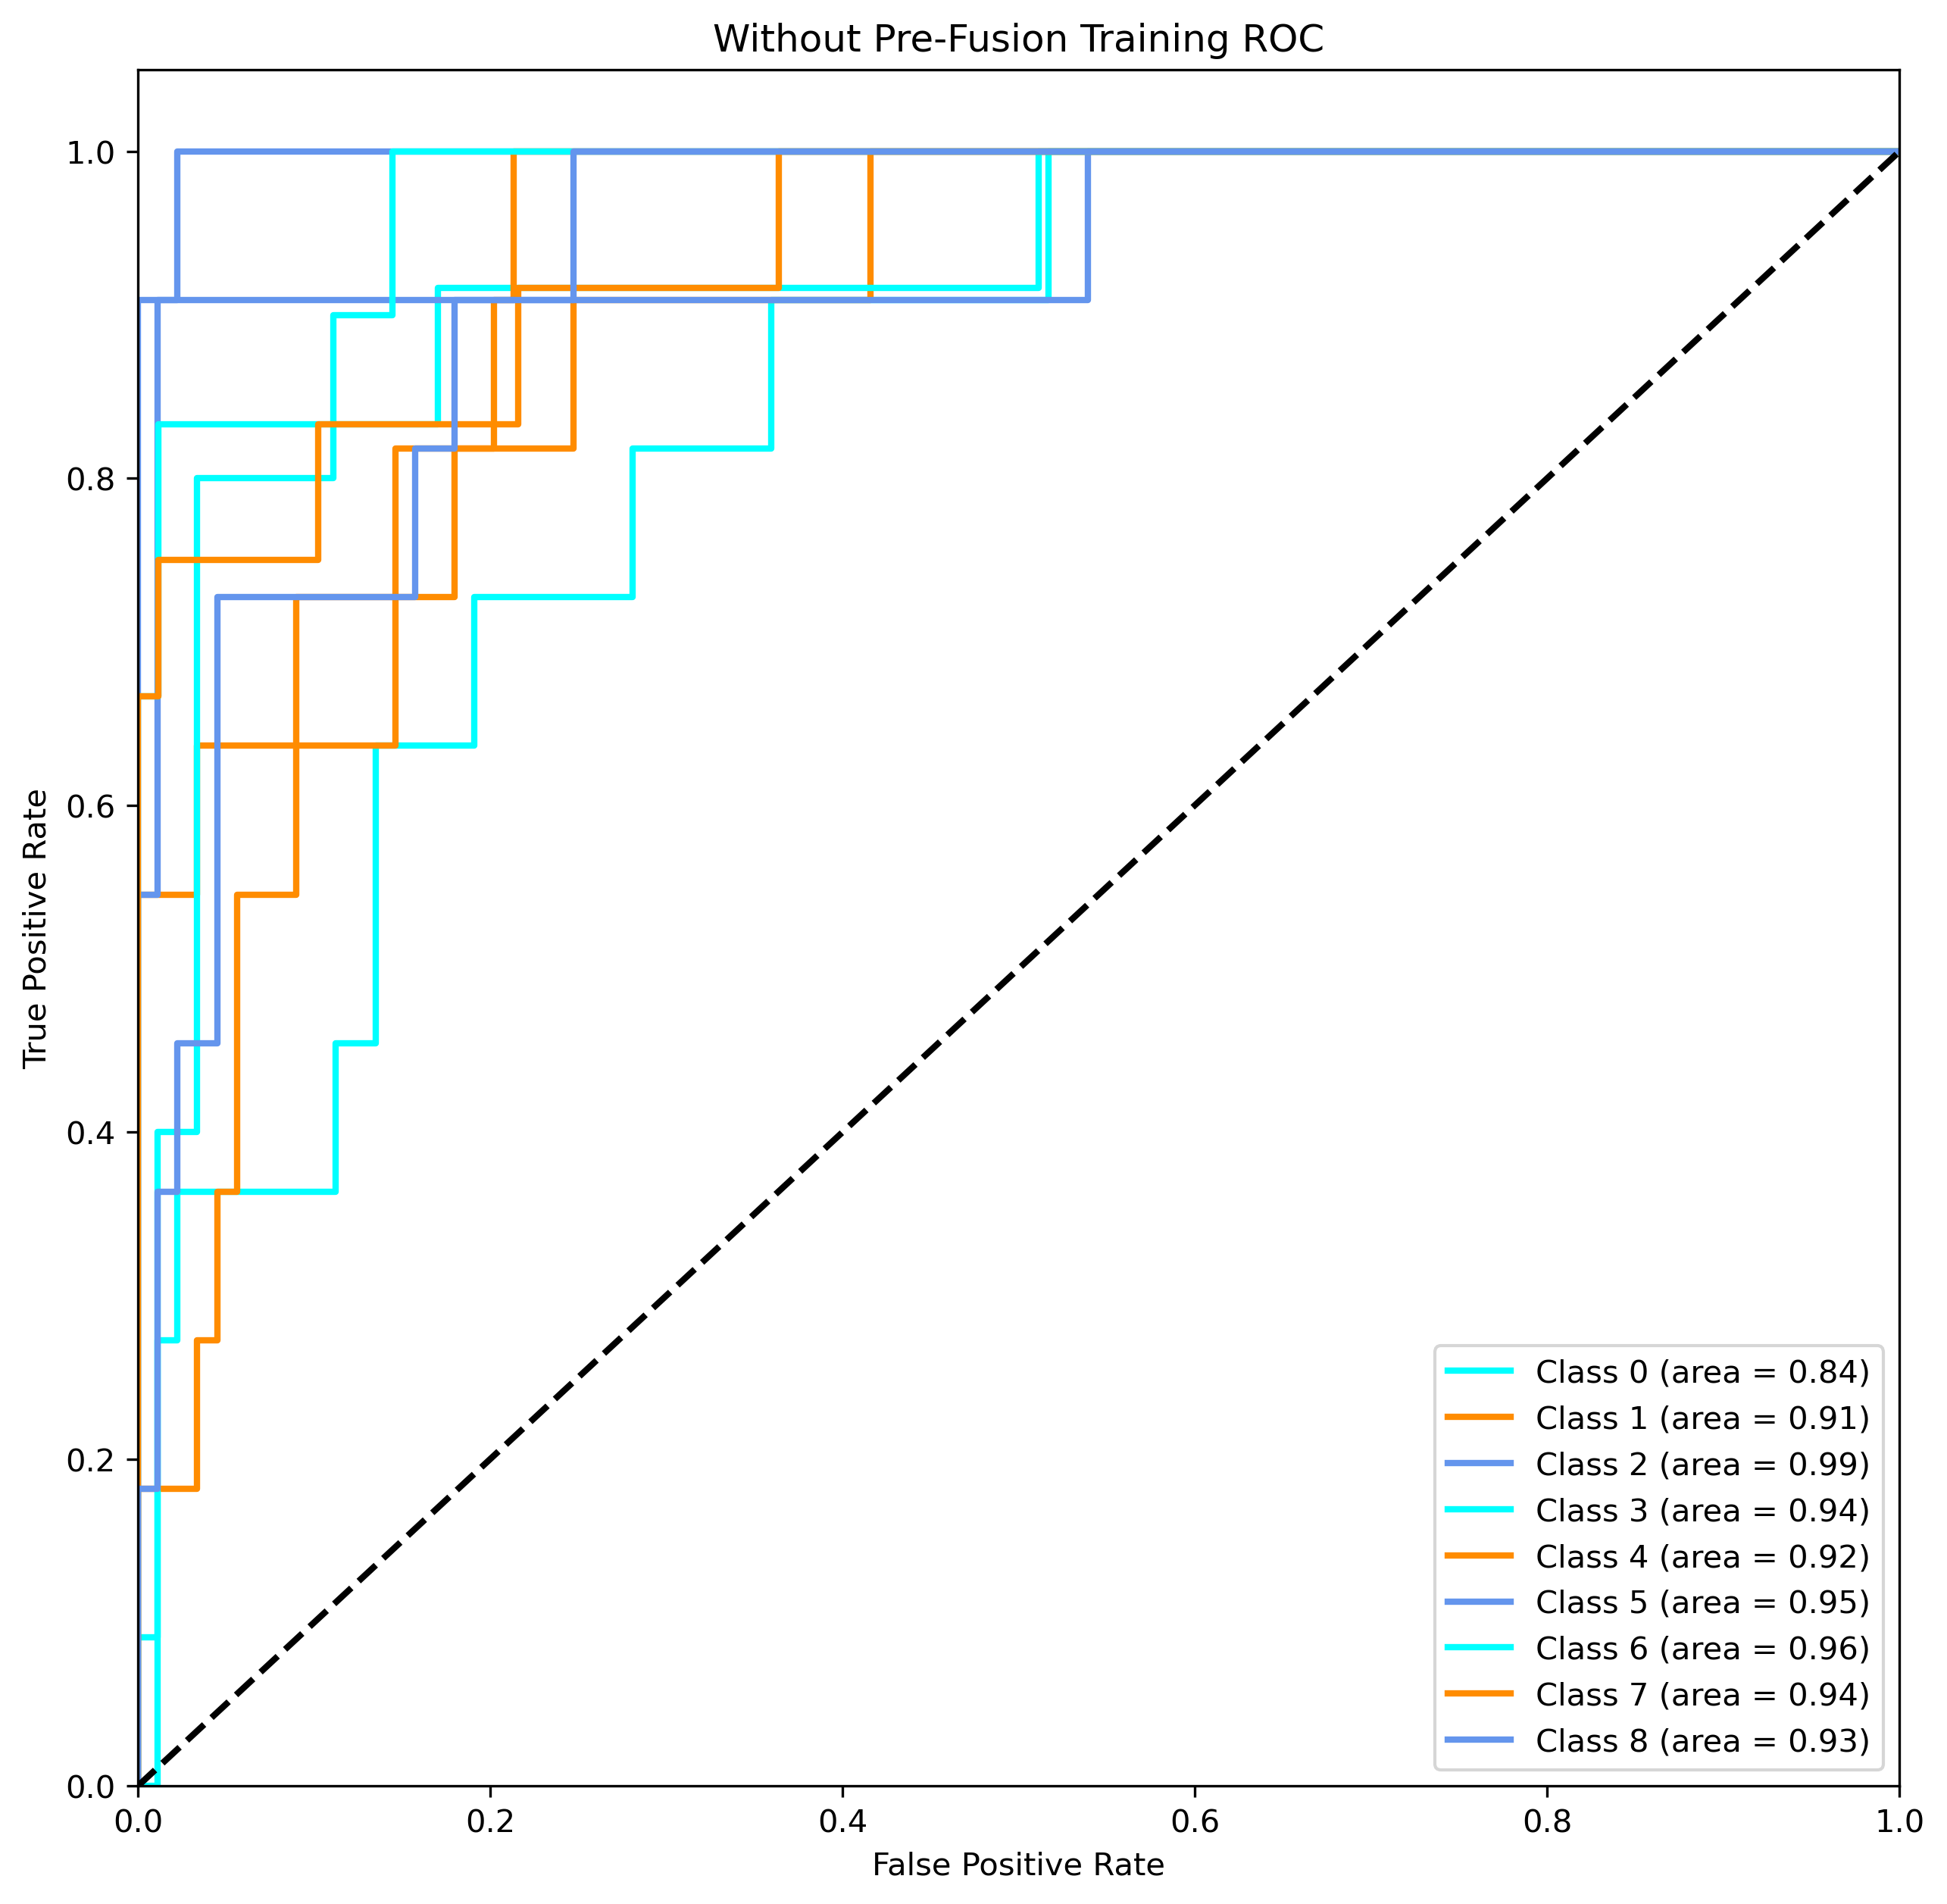 Without Pre-Fusion Training ROC
True Positive Rate
1.0
0.8
0.6
0.4
0.2
0.0
0.0 0.2 0.4 0.6 0.8 1.0
False Positive Rate
Class 0 (area = 0.84)
Class 1 (area = 0.91)
Class 2 (area = 0.99)
Class 3 (area = 0.94)
Class 4 (area = 0.92)
Class 5 (area = 0.95)
Class 6 (area = 0.96)
Class 7 (area = 0.94)
Class 8 (area = 0.93)